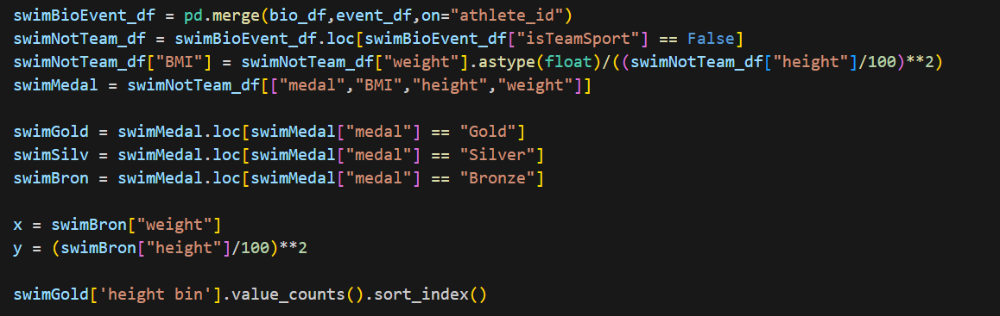 swimBioEvent_df = pd.merge(bio_df,event_df,on="athlete_id")
swimNotTeam_df = swimBioEvent_df.loc[swimBioEvent_df["isTeamSport"] == False]
swimNotTeam_df["BMI"] = swimNotTeam_df["weight"].astype(float)/((swimNotTeam_df["height"]/100)**2)
swimMedal = swimNotTeam_df[["medal","BMI","height","weight"]]
swimGold = swimMedal.loc[swimMedal["medal"] == "Gold"]
swimSilv = swimMedal.loc[swimMedal["medal"] == "Silver"]
swimBron = swimMedal.loc[swimMedal["medal"] == "Bronze"]
x = swimBron["weight"]
y = (swimBron["height"]/100)**2
swimGold['height bin'].value_counts().sort_index()